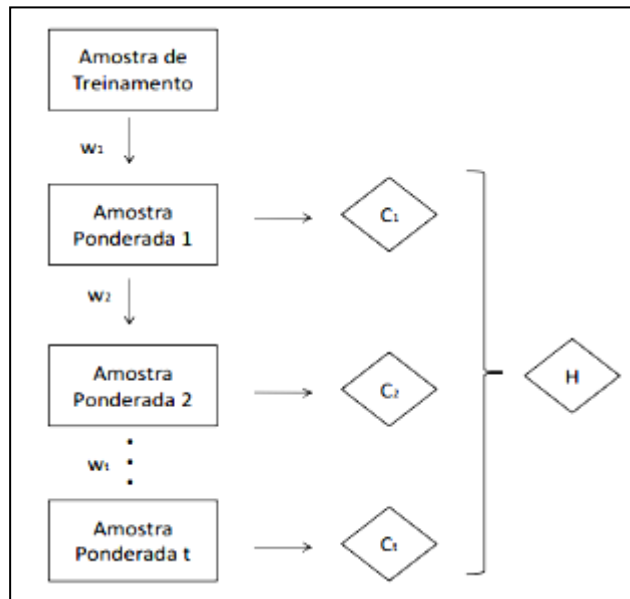 Amostra de
Treinamento
w₁
Amostra
Ponderada 1
C₁
w₂
Amostra
Ponderada 2
C₂
H
wₜ
Amostra
Ponderada t
Cₜ